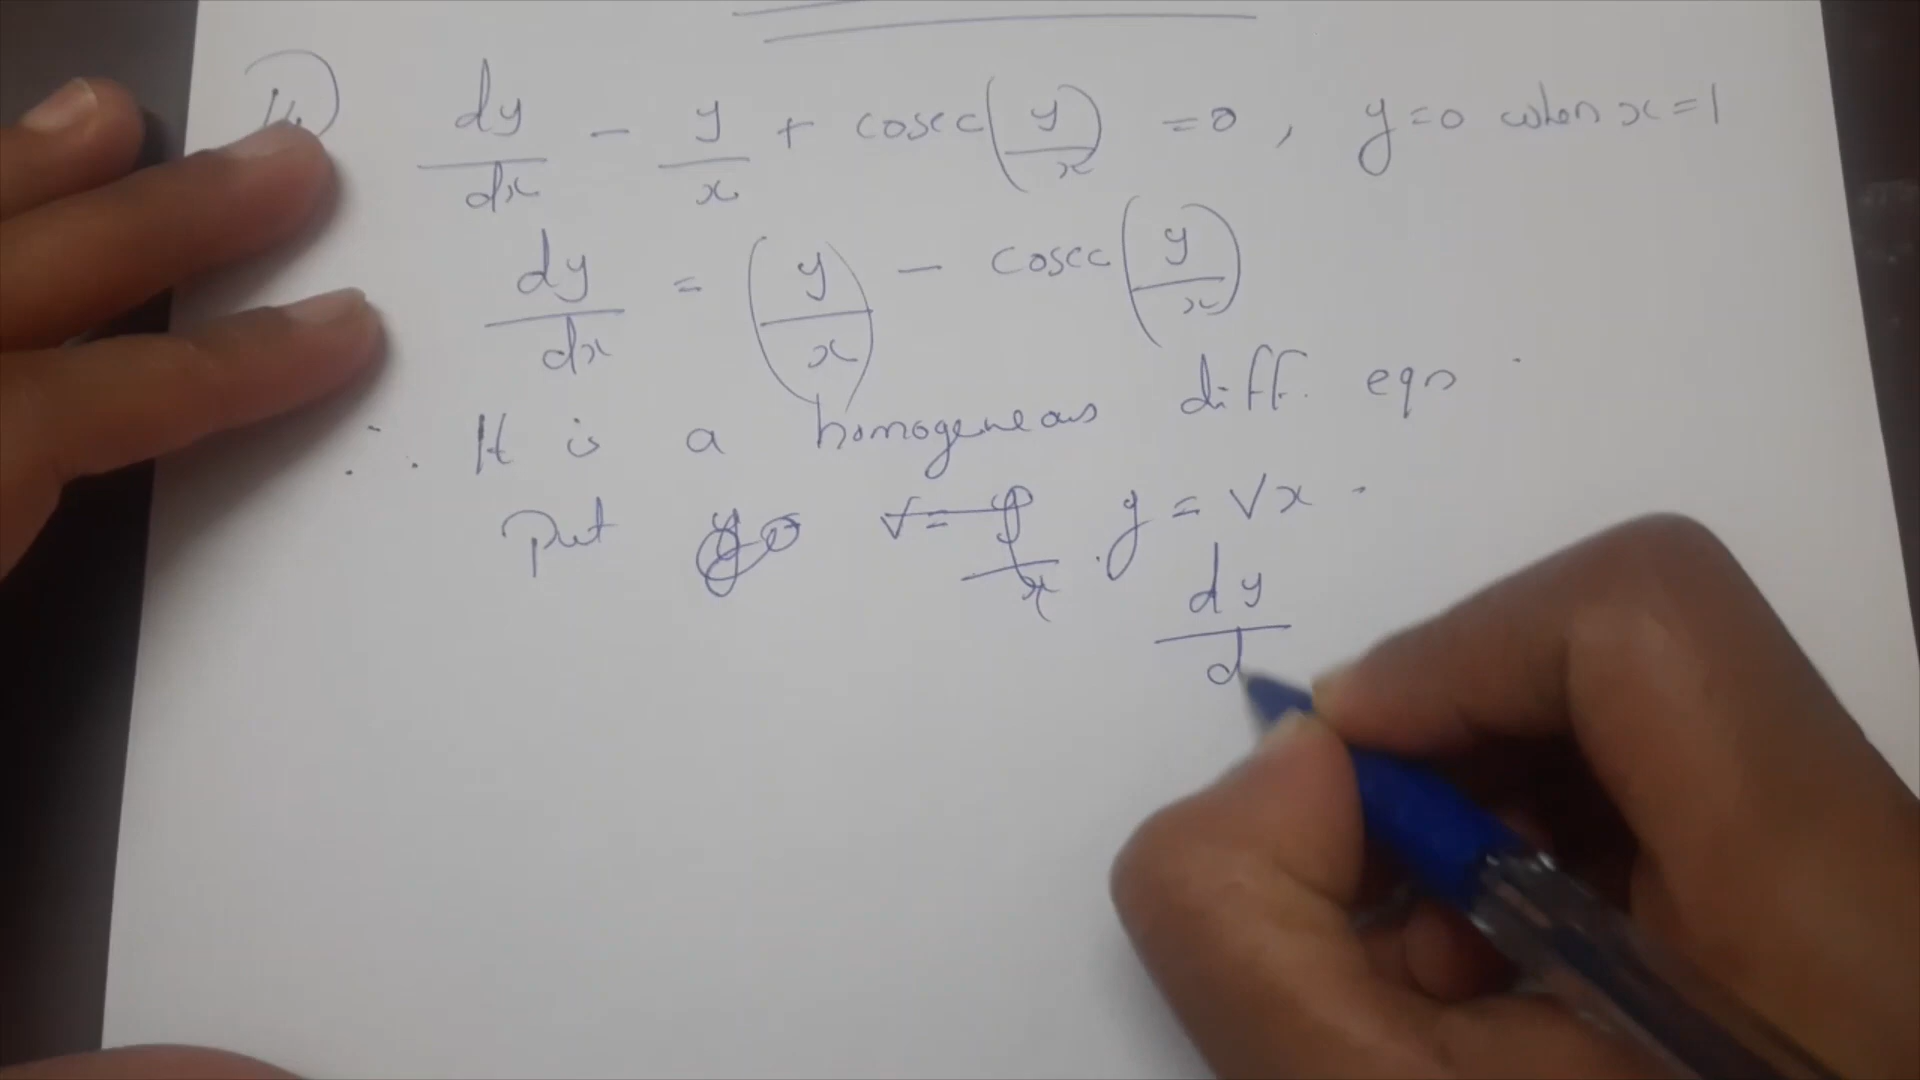 14) dy/dx - y/x + cosec(y/x) = 0, y=0 when x=1
dy/dx = (y/x) - cosec(y/x)
∴ It is a homogeneous diff. eqn
Put v=y/x . y = vx
dy/d